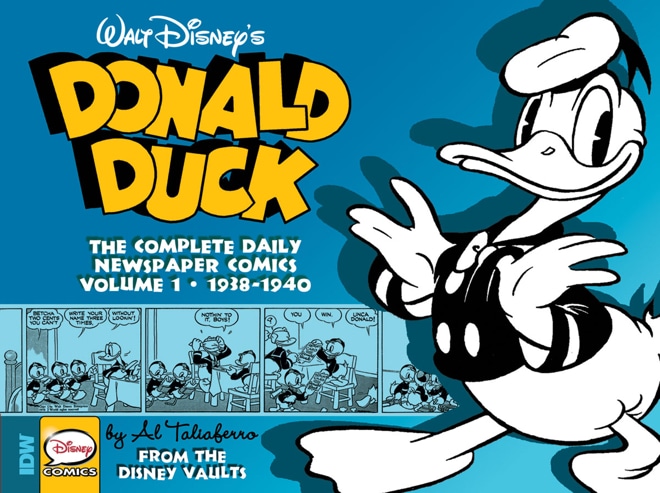 WALT DISNEY'S
DONALD
DUCK
THE COMPLETE DAILY
NEWSPAPER COMICS
VOLUME 1 • 1938-1940
BETCHA
TWO CENTS
YOU CAN'T
WRITE YOUR
NAME THREE
TIMES,
WITHOUT
LOOKIN'!
NOTHIN' TO
IT, BOYS!
YOU
WIN,
UNCA
DONALD!
by Al Taliaferro
FROM THE
DISNEY VAULTS
IDW
Disney
COMICS